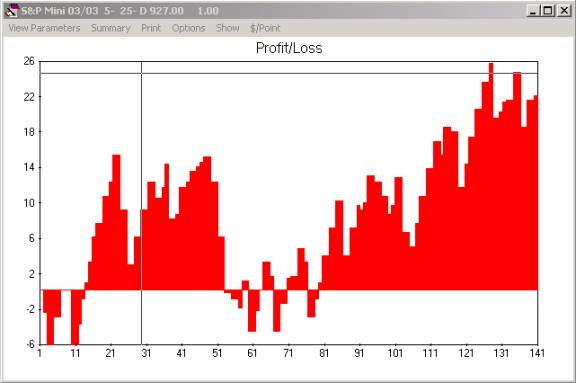 S&P Mini 03/03 5- 25- D 927.00 1.00
View Parameters Summary Print Options Show $/Point
Profit/Loss
26
22
18
14
10
6
2
-2
-6
1 11 21 31 41 51 61 71 81 91 101 111 121 131 141